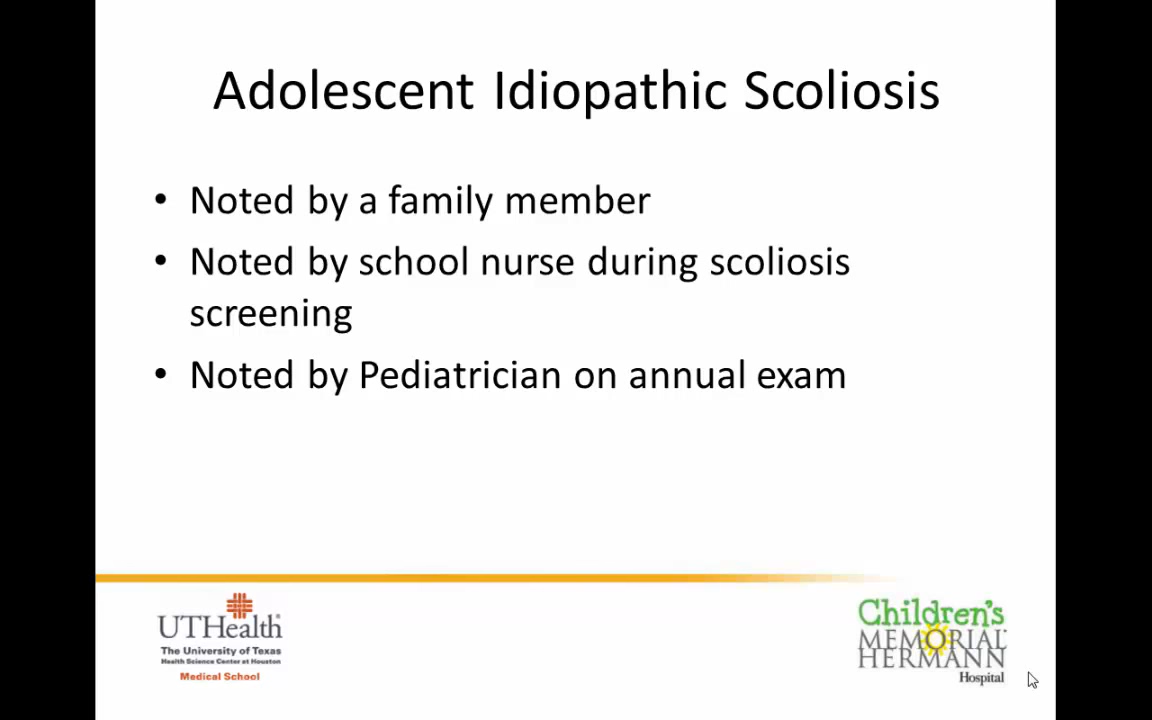 Adolescent Idiopathic Scoliosis
• Noted by a family member
• Noted by school nurse during scoliosis
screening
• Noted by Pediatrician on annual exam
UTHealth
The University of Texas
Health Science Center at Houston
Medical School
Children's
MEMORIAL
HERMANN
Hospital